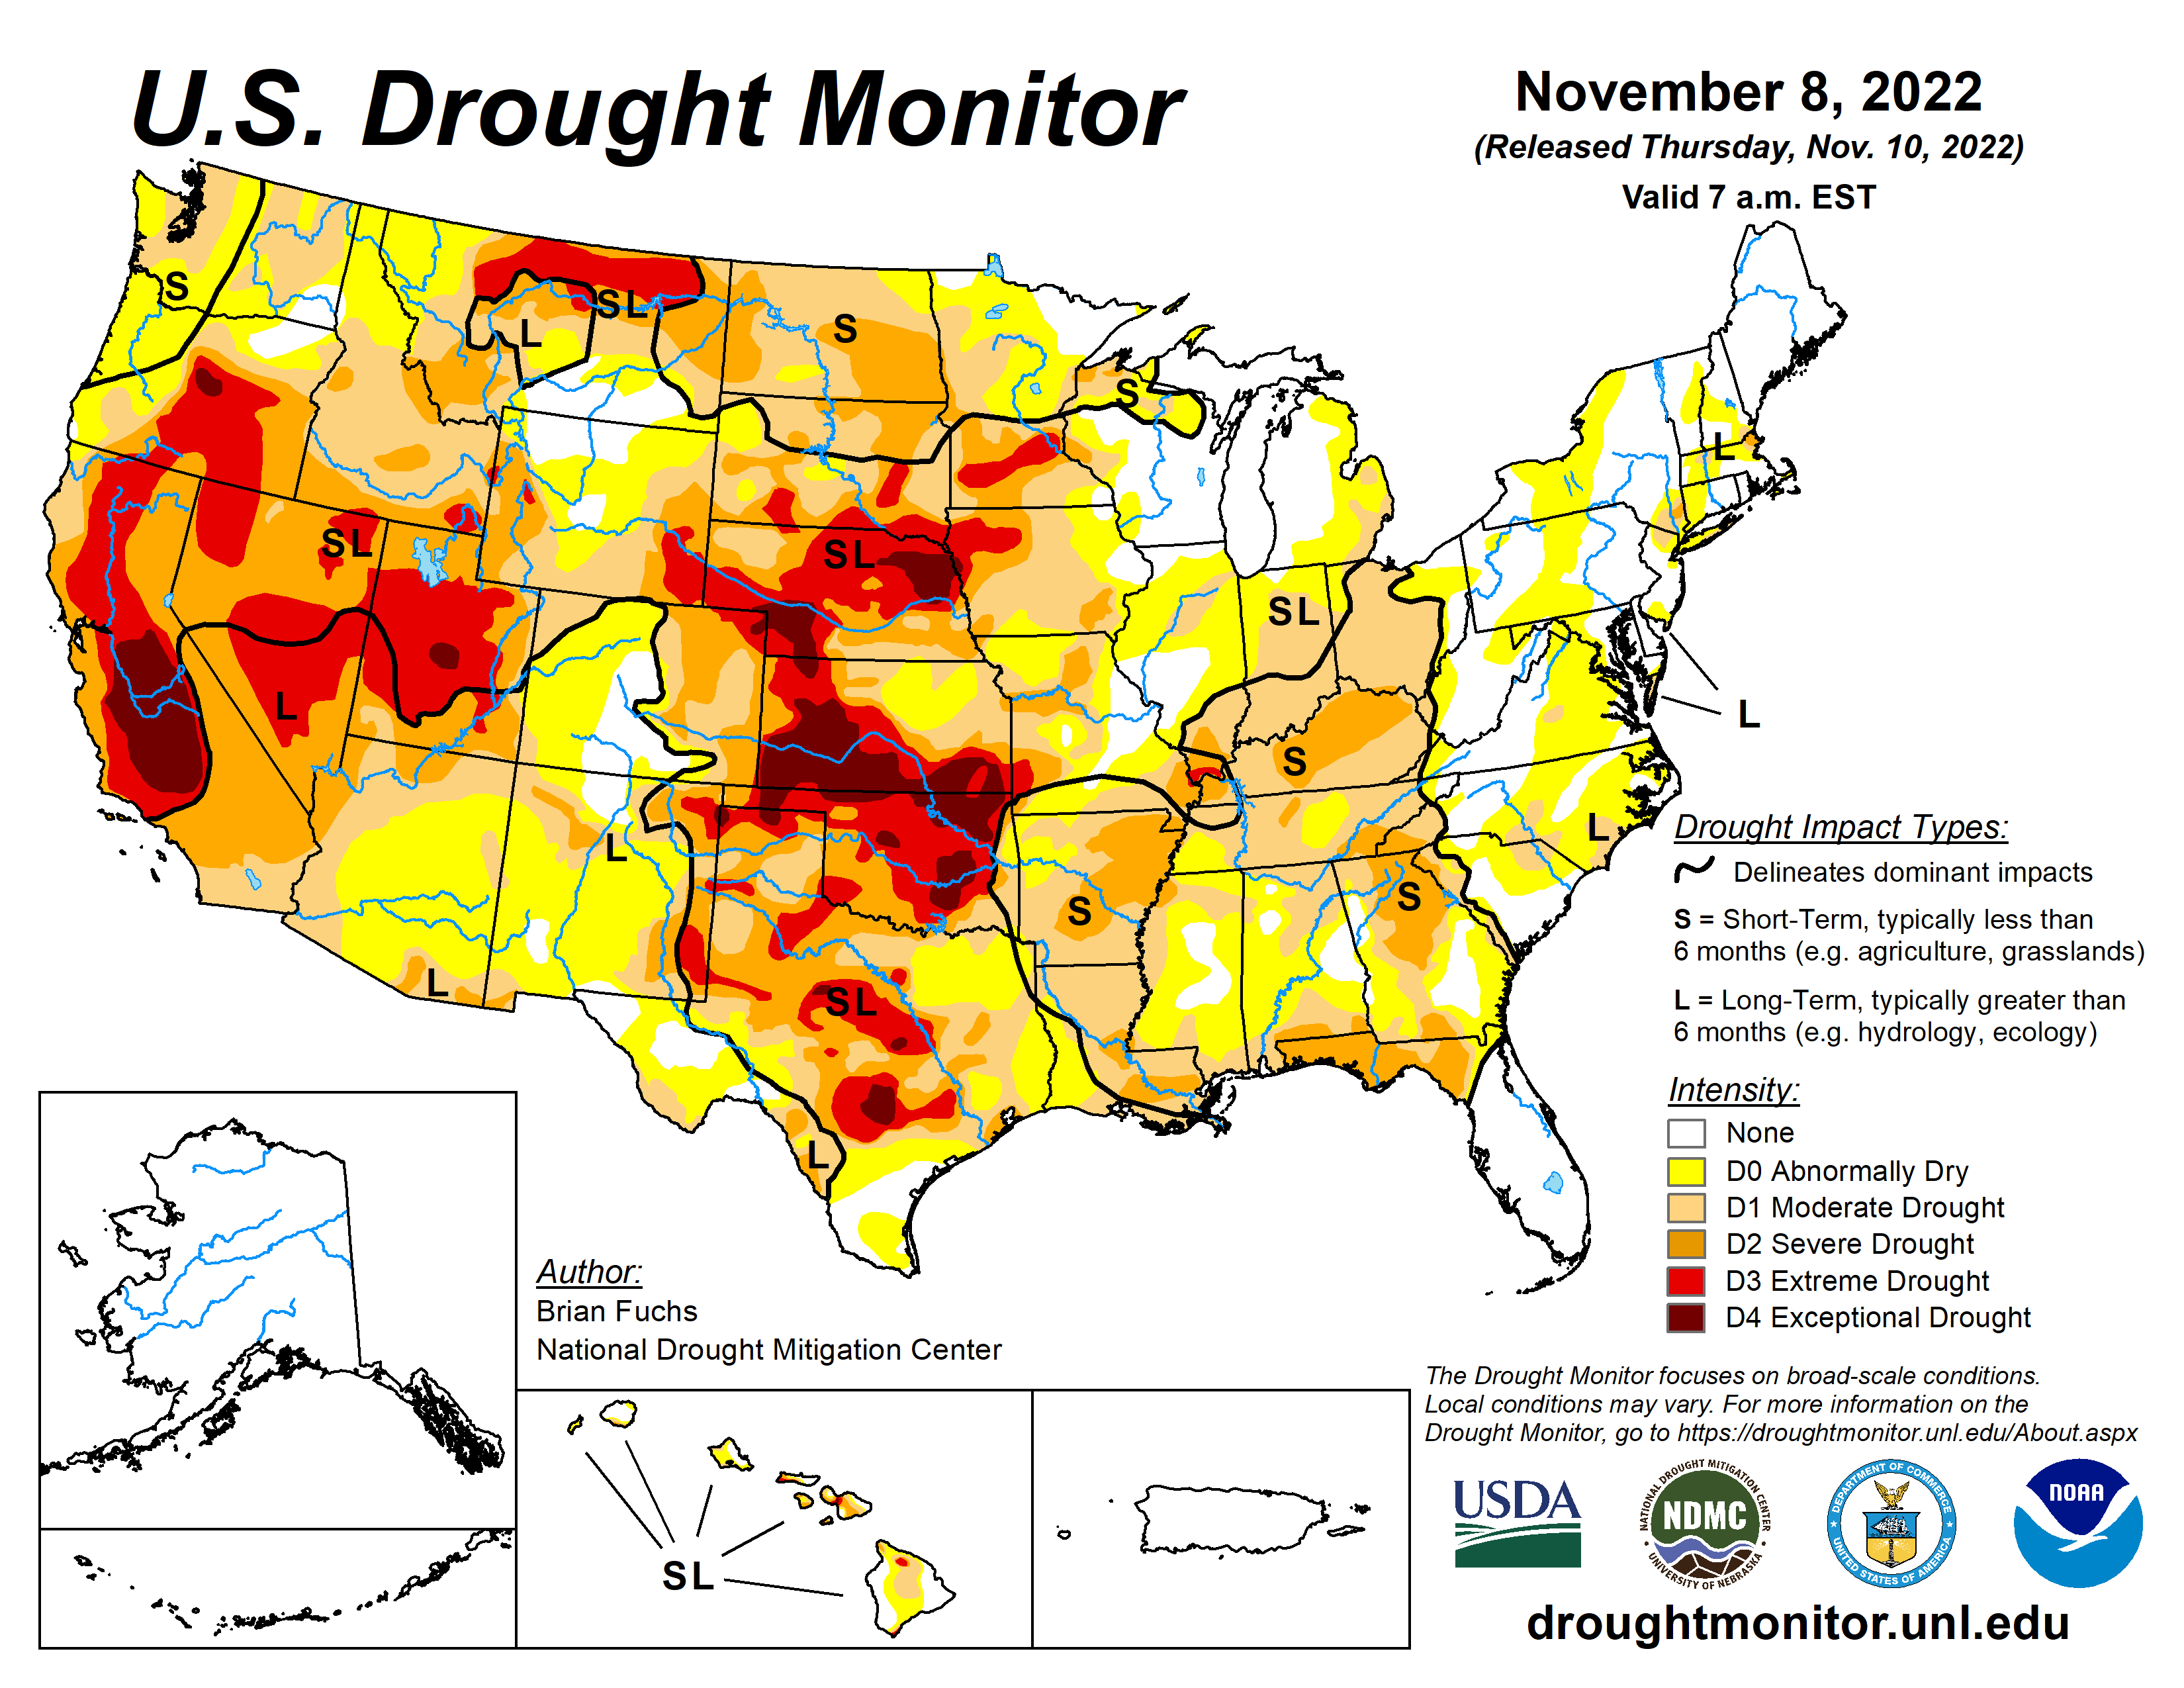 U.S. Drought Monitor
November 8, 2022
(Released Thursday, Nov. 10, 2022)
Valid 7 a.m. EST
S
SL
L
S
S
L
SL
SL
SL
L
L
S
L
L
L
S
S
L
SL
S
L
Drought Impact Types:
Delineates dominant impacts
S = Short-Term, typically less than
6 months (e.g. agriculture, grasslands)
L = Long-Term, typically greater than
6 months (e.g. hydrology, ecology)
Intensity:
None
D0 Abnormally Dry
D1 Moderate Drought
D2 Severe Drought
D3 Extreme Drought
D4 Exceptional Drought
Author:
Brian Fuchs
National Drought Mitigation Center
SL
The Drought Monitor focuses on broad-scale conditions.
Local conditions may vary. For more information on the
Drought Monitor, go to https://droughtmonitor.unl.edu/About.aspx
USDA
NATIONAL DROUGHT MITIGATION CENTER
NDMC
UNIVERSITY OF NEBRASKA
DEPARTMENT OF COMMERCE
UNITED STATES OF AMERICA
NOAA
droughtmonitor.unl.edu